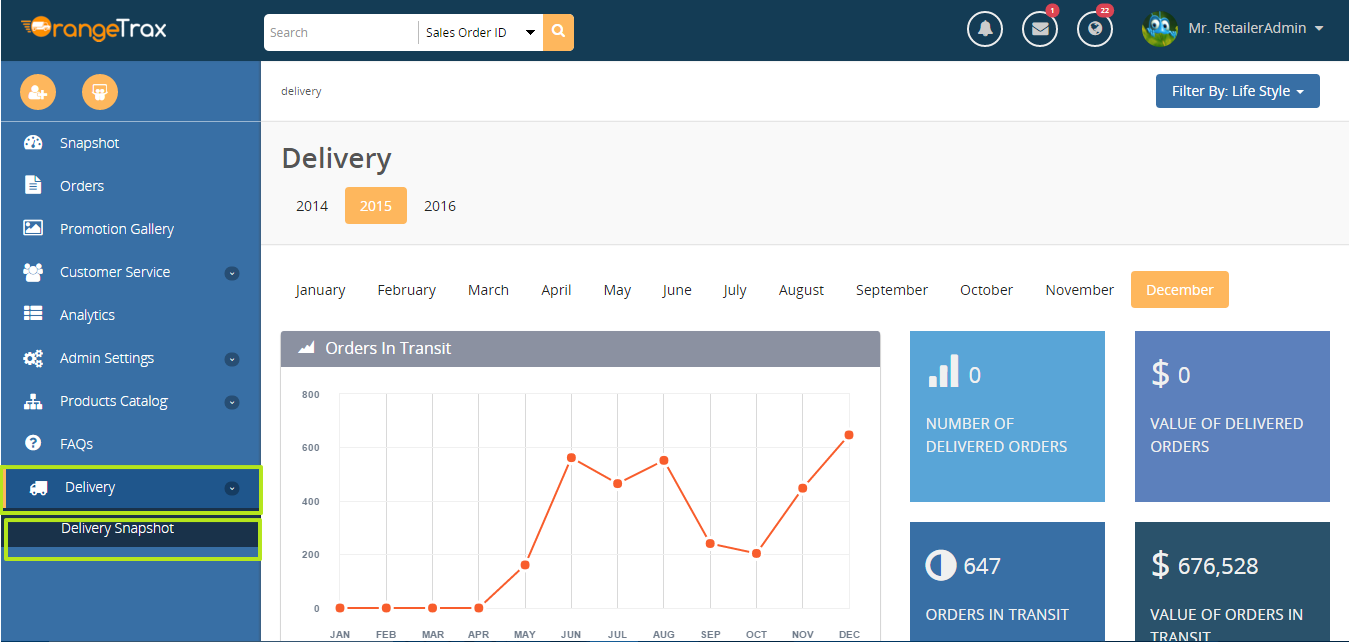 OrangeTrax
Search
Sales Order ID
1
22
Mr. RetailerAdmin
delivery
Filter By: Life Style
Snapshot
Orders
Promotion Gallery
Customer Service
Analytics
Admin Settings
Products Catalog
FAQs
Delivery
Delivery Snapshot
Delivery
2014 2015 2016
January February March April May June July August September October November December
Orders In Transit
800
600
400
200
0
JAN FEB MAR APR MAY JUN JUL AUG SEP OCT NOV DEC
0
NUMBER OF
DELIVERED ORDERS
$ 0
VALUE OF DELIVERED
ORDERS
647
ORDERS IN TRANSIT
$ 676,528
VALUE OF ORDERS IN
TRANSIT